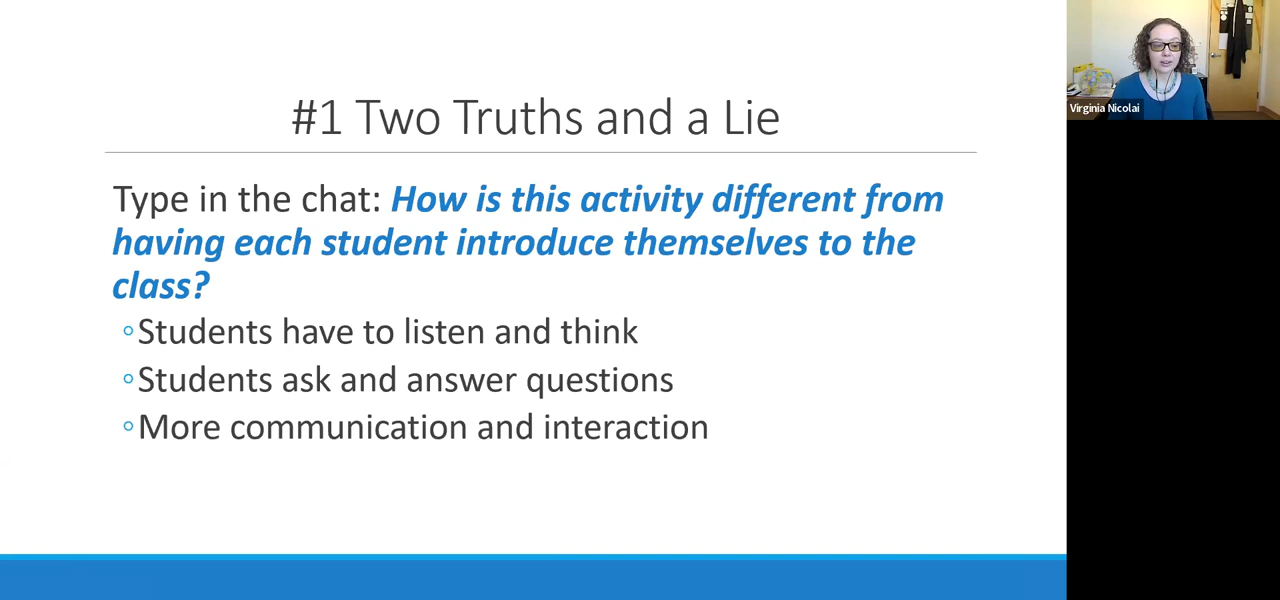 #1 Two Truths and a Lie
Type in the chat: How is this activity different from
having each student introduce themselves to the
class?
◦Students have to listen and think
◦Students ask and answer questions
◦More communication and interaction
Virginia Nicolai